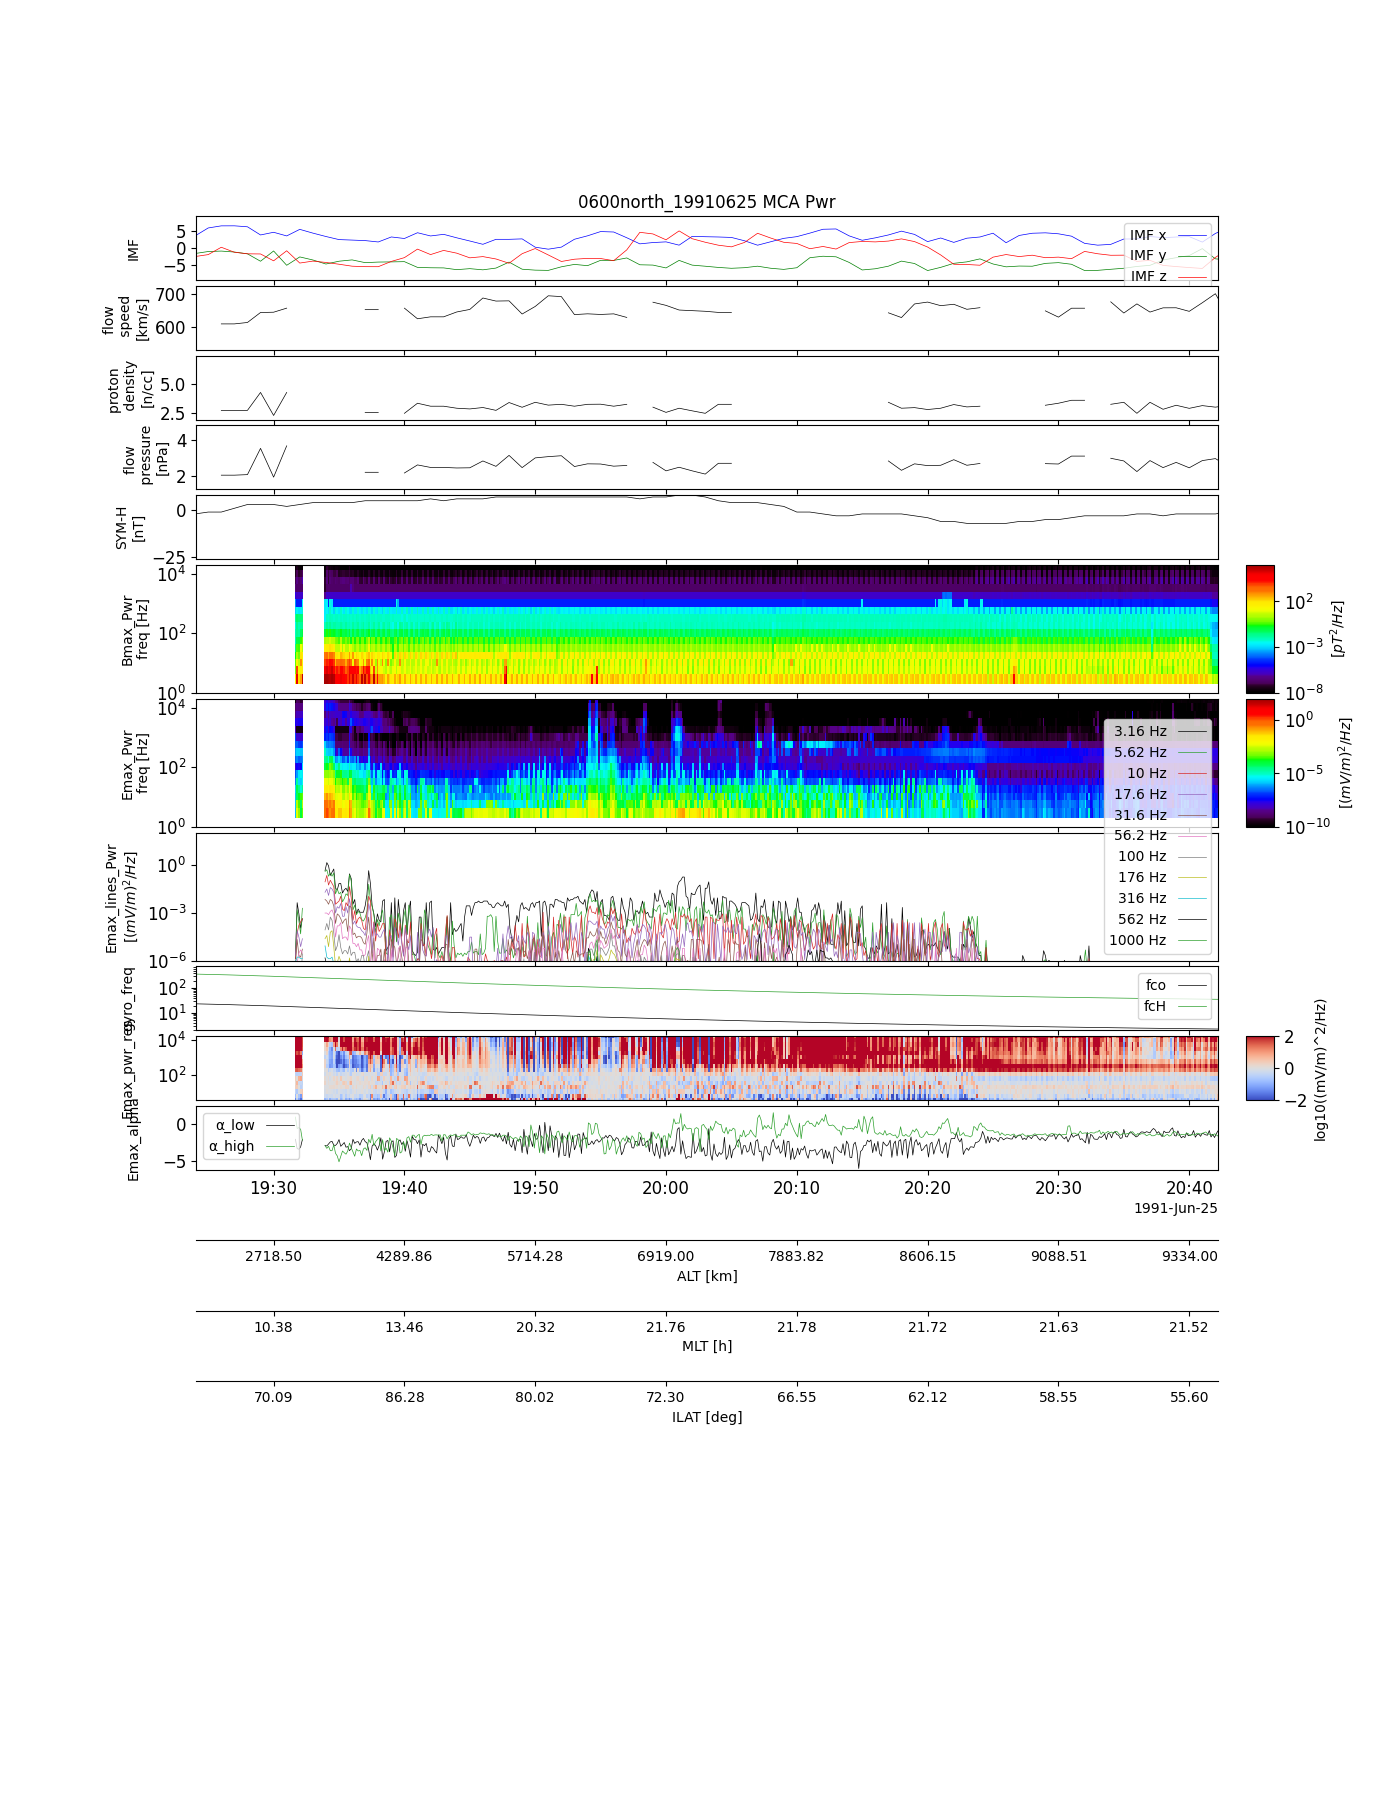 0600north_19910625 MCA Pwr
IMF
5
0
−5
IMF x
IMF y
IMF z
flow
speed
[km/s]
700
600
proton
density
[n/cc]
5.0
2.5
flow
pressure
[nPa]
4
2
SYM-H
[nT]
0
−25
Bmax_Pwr
freq [Hz]
10^4
10^2
10^0
10^2
10^−3
10^−8
[pT^2/Hz]
Emax_Pwr
freq [Hz]
10^4
10^2
10^0
10^0
10^−5
10^−10
[(mV/m)^2/Hz]
3.16 Hz
5.62 Hz
10 Hz
17.6 Hz
31.6 Hz
56.2 Hz
100 Hz
176 Hz
316 Hz
562 Hz
1000 Hz
Emax_lines_Pwr
[(mV/m)^2/Hz]
10^0
10^−3
10^−6
gyro_freq
10^2
10^1
fco
fcH
Emax_pwr_reg
10^4
10^2
2
0
−2
log10((mV/m)^2/Hz)
Emax_alpha
0
−5
α_low
α_high
19:30 19:40 19:50 20:00 20:10 20:20 20:30 20:40
1991-Jun-25
2718.50 4289.86 5714.28 6919.00 7883.82 8606.15 9088.51 9334.00
ALT [km]
10.38 13.46 20.32 21.76 21.78 21.72 21.63 21.52
MLT [h]
70.09 86.28 80.02 72.30 66.55 62.12 58.55 55.60
ILAT [deg]